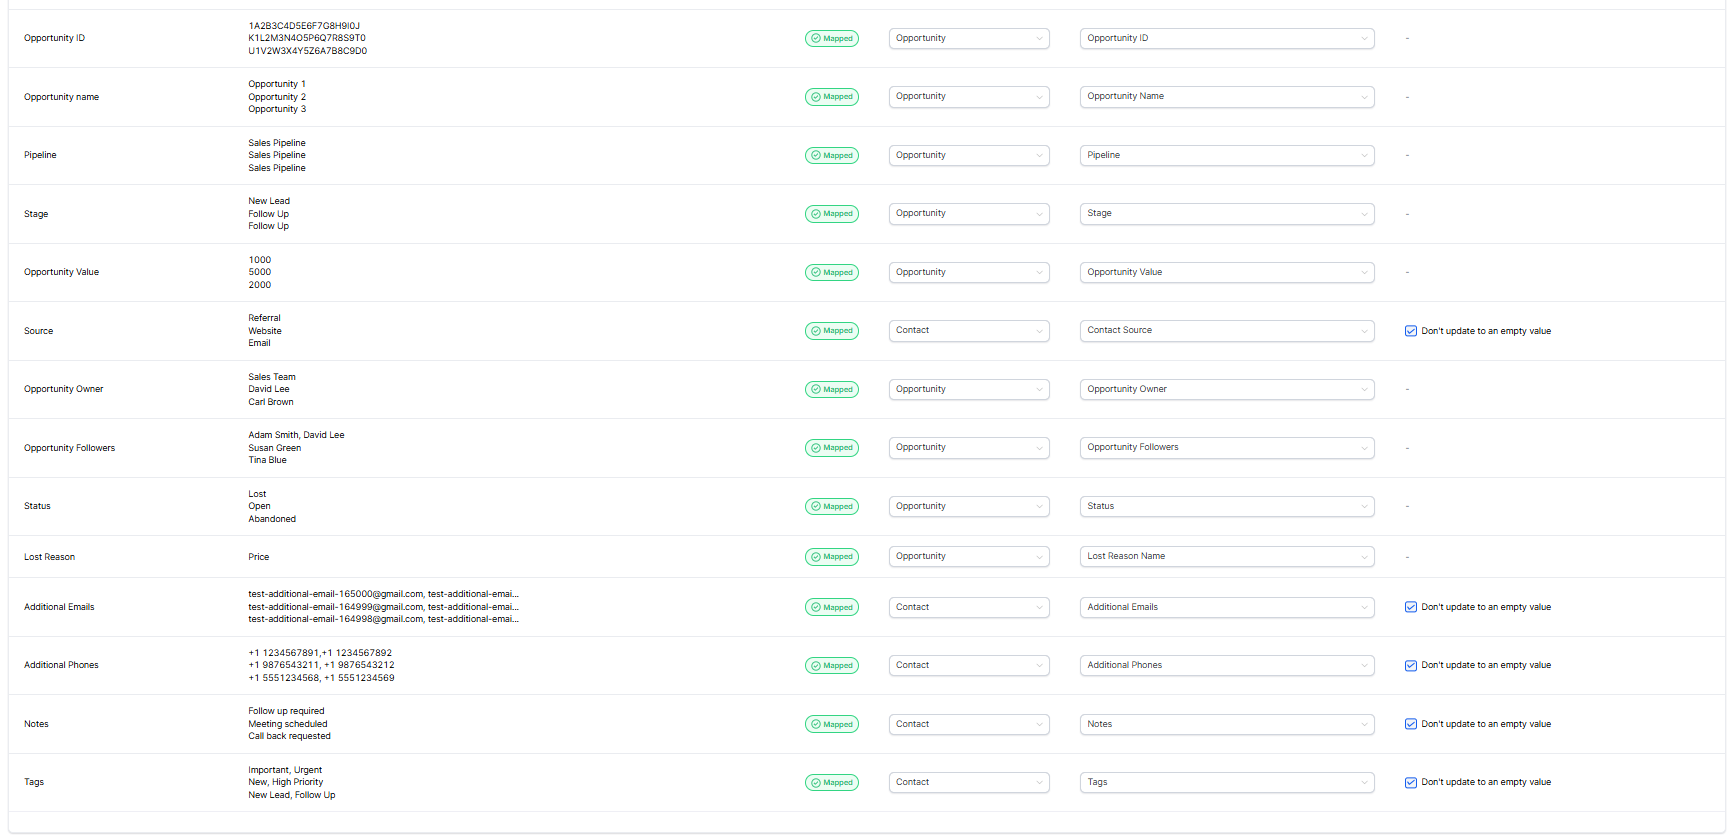 1A2B3C4D5E6F7G8H9I0J
Opportunity ID K1L2M3N4O5P6Q7R8S9T0 Mapped Opportunity Opportunity ID -
U1V2W3X4Y5Z6A7B8C9D0
Opportunity 1
Opportunity name Opportunity 2 Mapped Opportunity Opportunity Name -
Opportunity 3
Sales Pipeline
Pipeline Sales Pipeline Mapped Opportunity Pipeline -
Sales Pipeline
New Lead
Stage Follow Up Mapped Opportunity Stage -
Follow Up
1000
Opportunity Value 5000 Mapped Opportunity Opportunity Value -
2000
Referral
Source Website Mapped Contact Contact Source Don't update to an empty value
Email
Sales Team
Opportunity Owner David Lee Mapped Opportunity Opportunity Owner -
Carl Brown
Adam Smith, David Lee
Opportunity Followers Susan Green Mapped Opportunity Opportunity Followers -
Tina Blue
Lost
Status Open Mapped Opportunity Status -
Abandoned
Lost Reason Price Mapped Opportunity Lost Reason Name -
test-additional-email-165000@gmail.com, test-additional-emai...
Additional Emails test-additional-email-164999@gmail.com, test-additional-emai... Mapped Contact Additional Emails Don't update to an empty value
test-additional-email-164998@gmail.com, test-additional-emai...
+1 1234567891,+1 1234567892
Additional Phones +1 9876543211, +1 9876543212 Mapped Contact Additional Phones Don't update to an empty value
+1 5551234568, +1 5551234569
Follow up required
Notes Meeting scheduled Mapped Contact Notes Don't update to an empty value
Call back requested
Important, Urgent
Tags New, High Priority Mapped Contact Tags Don't update to an empty value
New Lead, Follow Up